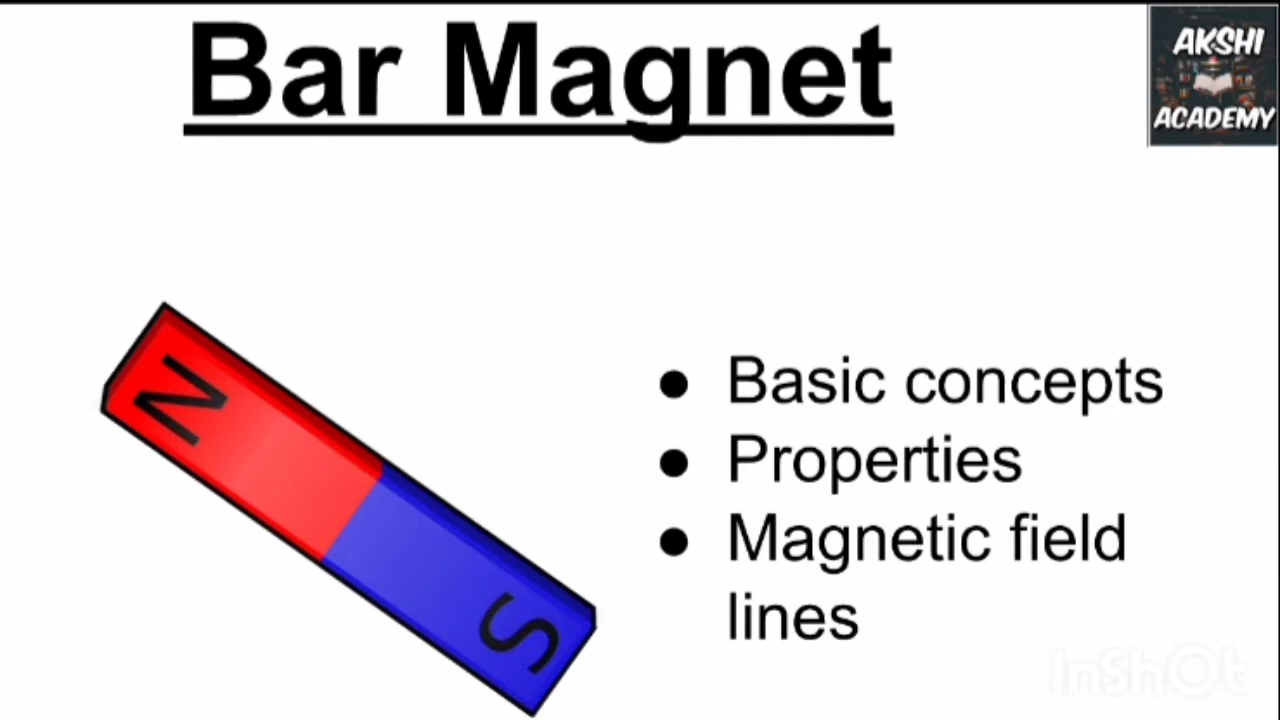 Bar Magnet
AKSHI
ACADEMY
N
S
● Basic concepts
● Properties
● Magnetic field
lines
InShOt